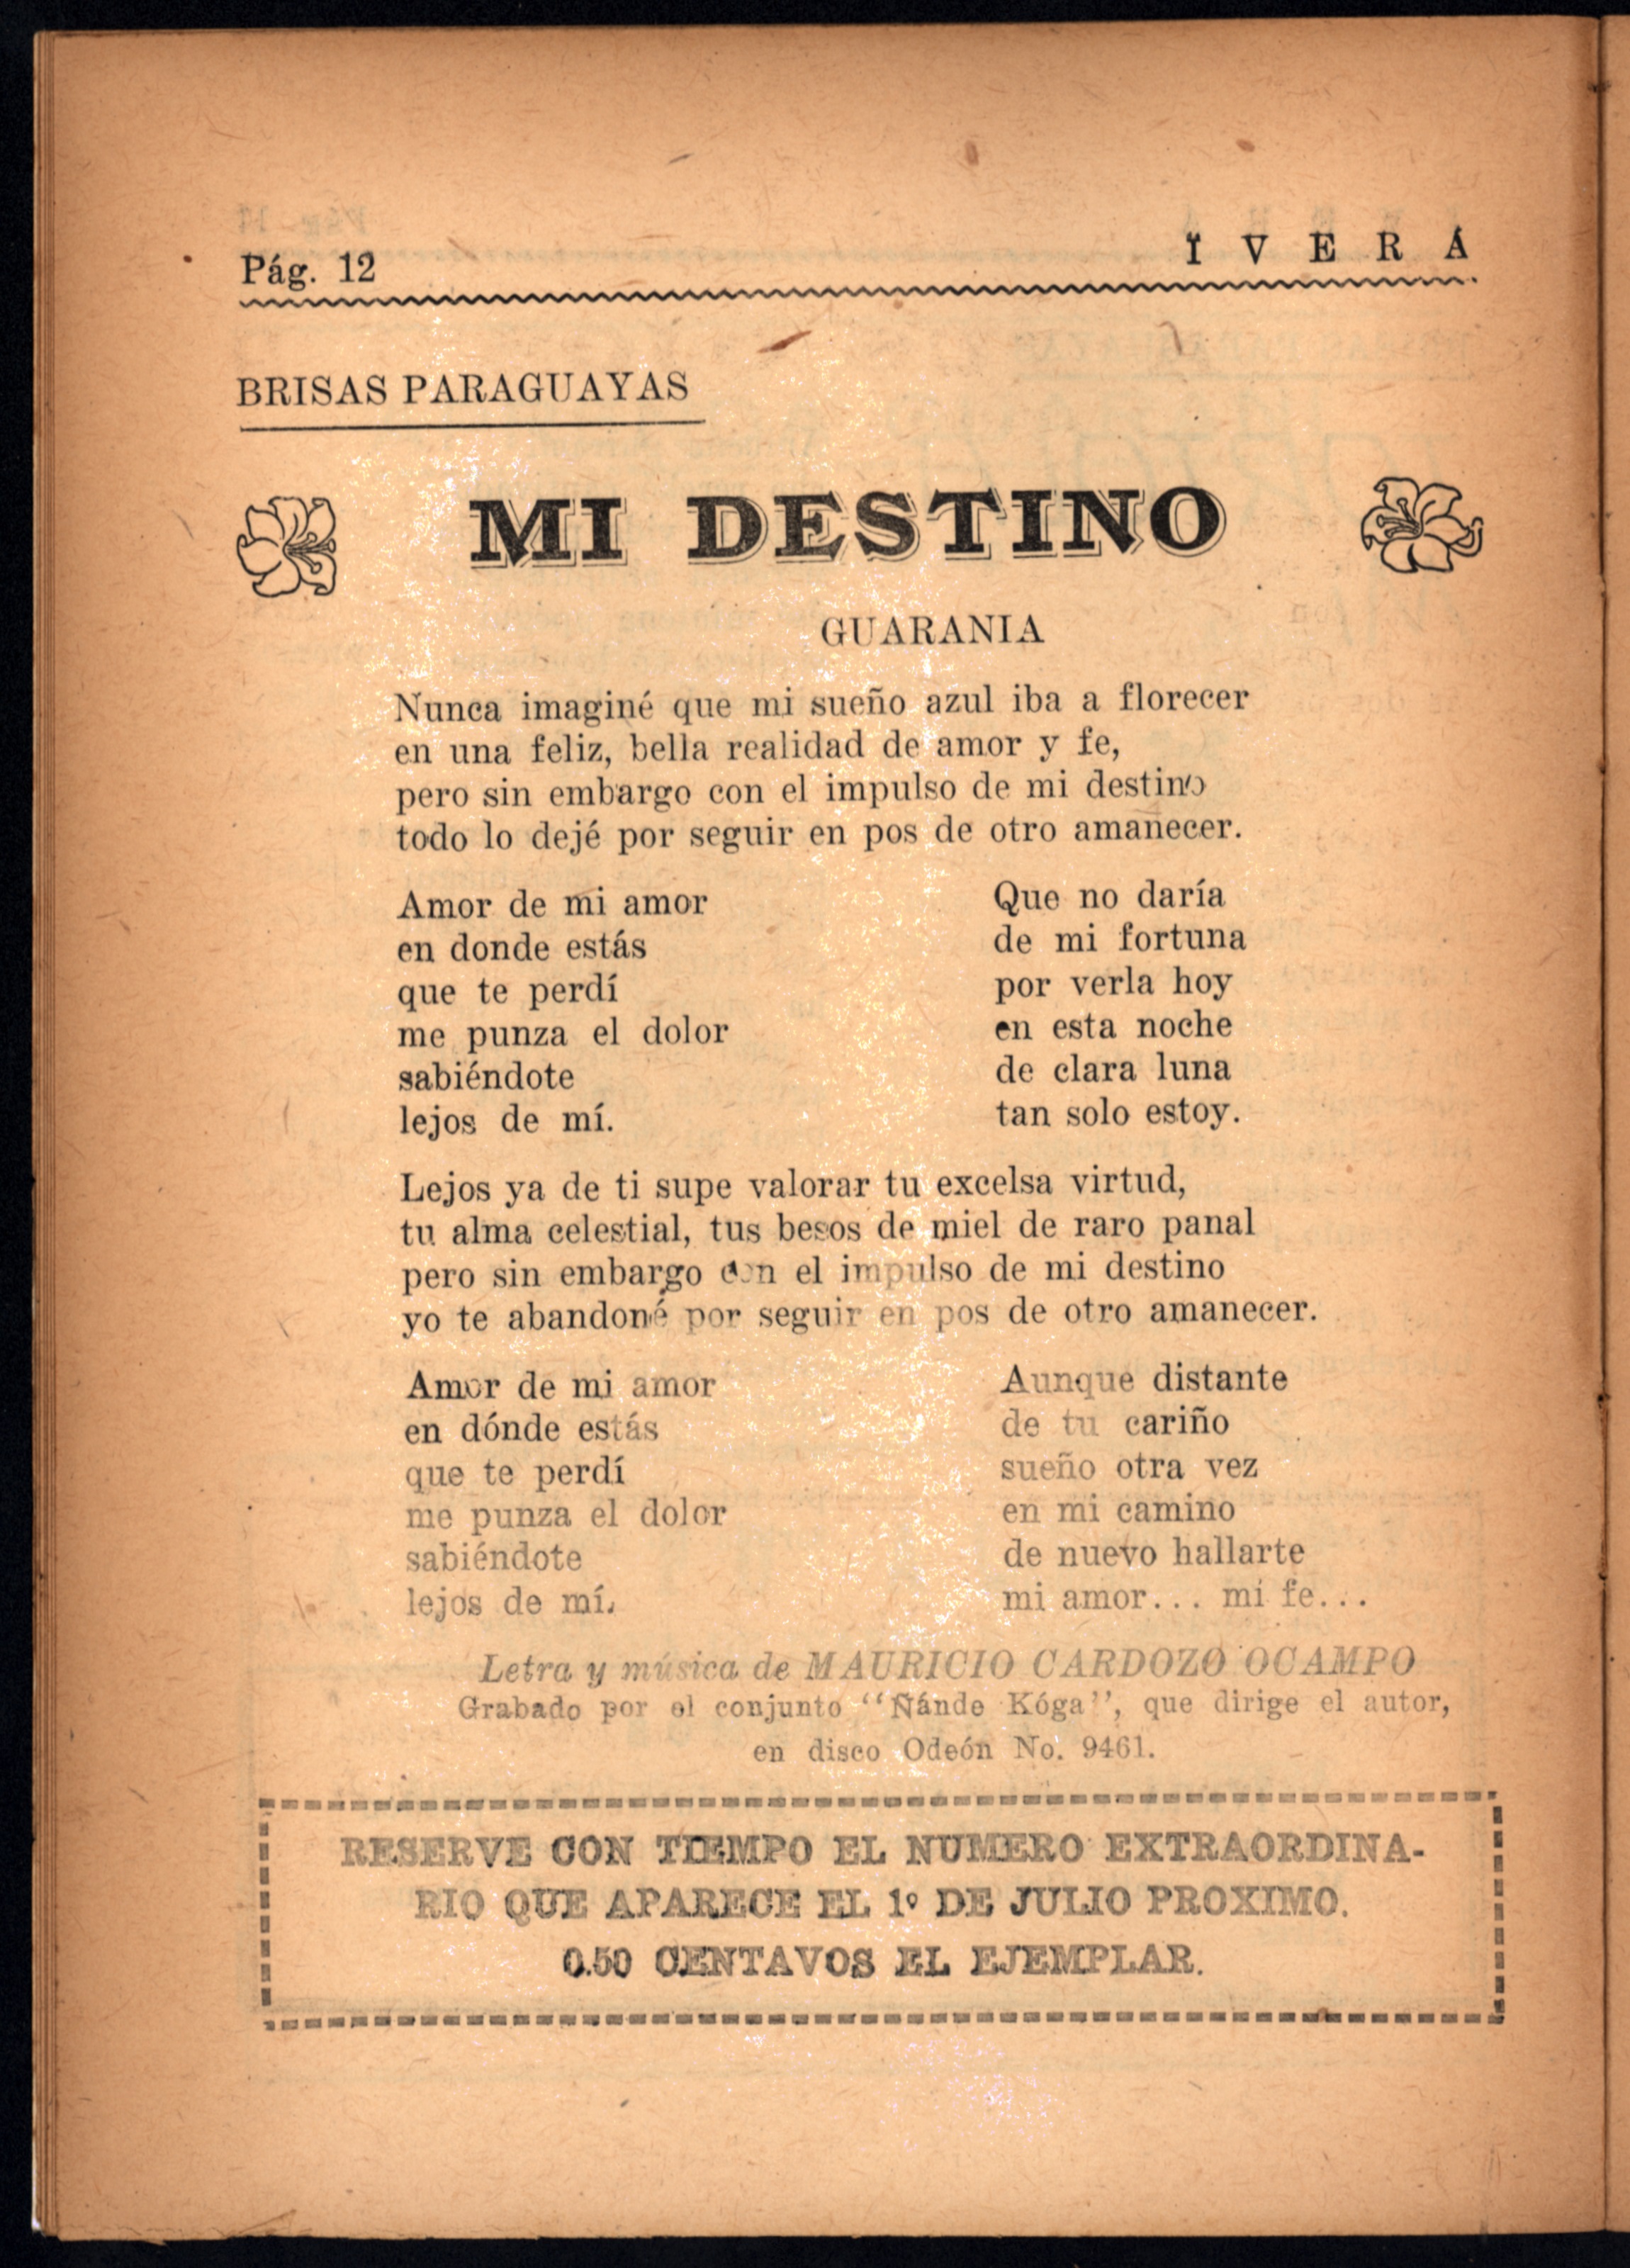 Pág. 12
I V E R Á
BRISAS PARAGUAYAS
MI DESTINO
GUARANIA
Nunca imaginé que mi sueño azul iba a florecer
en una feliz, bella realidad de amor y fe,
pero sin embargo con el impulso de mi destino
todo lo dejé por seguir en pos de otro amanecer.
Amor de mi amor
en donde estás
que te perdí
me punza el dolor
sabiéndote
lejos de mí.
Que no daría
de mi fortuna
por verla hoy
en esta noche
de clara luna
tan solo estoy.
Lejos ya de ti supe valorar tu excelsa virtud,
tu alma celestial, tus besos de miel de raro panal
pero sin embargo con el impulso de mi destino
yo te abandoné por seguir en pos de otro amanecer.
Amor de mi amor
en dónde estás
que te perdí
me punza el dolor
sabiéndote
lejos de mí.
Aunque distante
de tu cariño
sueño otra vez
en mi camino
de nuevo hallarte
mi amor... mi fe...
Letra y música de MAURICIO CARDOZO OCAMPO
Grabado por el conjunto "Ñánde Kóga", que dirige el autor,
en disco Odeón No. 9461.
RESERVE CON TIEMPO EL NUMERO EXTRAORDINA-
RIO QUE APARECE EL 1º DE JULIO PROXIMO.
0.50 CENTAVOS EL EJEMPLAR.